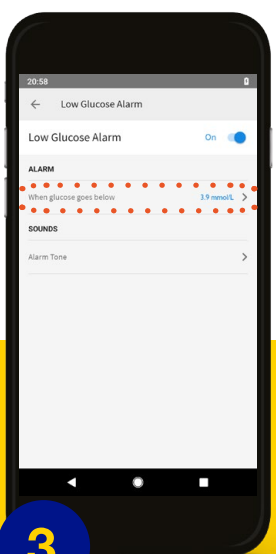 20:58
Low Glucose Alarm
Low Glucose Alarm On
ALARM
When glucose goes below 3.9 mmol/L
SOUNDS
Alarm Tone
3